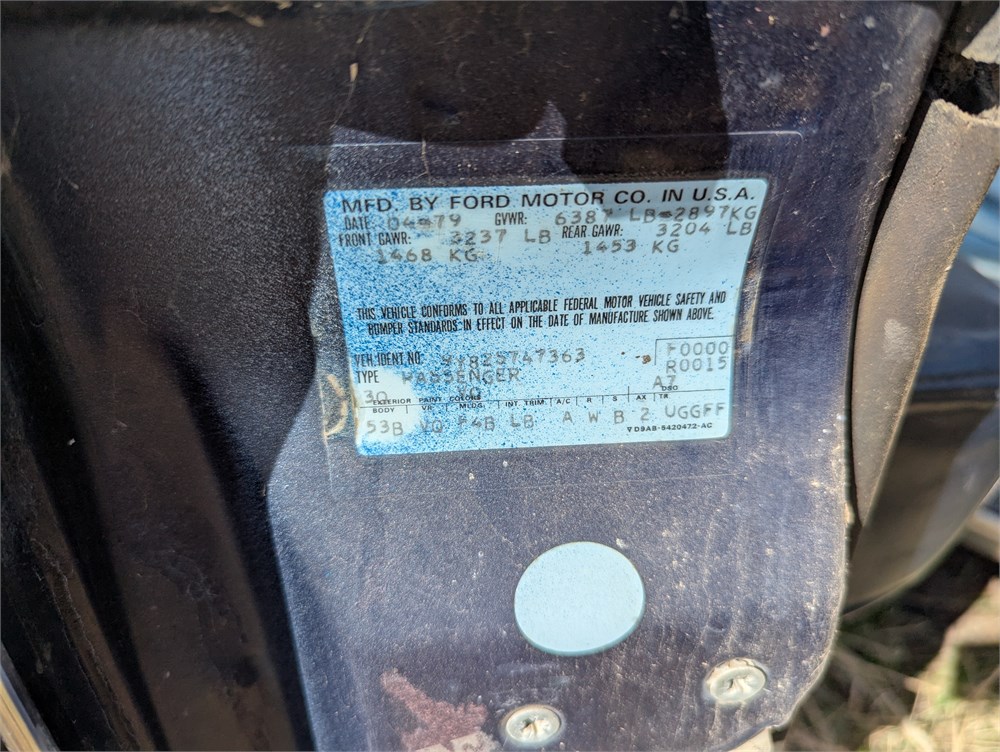 MFD. BY FORD MOTOR CO. IN U.S.A.
DATE: 04-79 GVWR: 6387 LB-2897KG
FRONT GAWR: 3237 LB REAR GAWR: 3204 LB
1468 KG 1453 KG
THIS VEHICLE CONFORMS TO ALL APPLICABLE FEDERAL MOTOR VEHICLE SAFETY AND
BUMPER STANDARDS IN EFFECT ON THE DATE OF MANUFACTURE SHOWN ABOVE.
VEH. IDENT. NO. F0000
TYPE PASSENGER R0015
30 A7
EXTERIOR PAINT COLORS DSO
BODY VR MLDG. INT. TRIM A/C R S AX TR.
53B VQ F4B LB A W B 2 UGGFF
▽ D9AB-5420472-AC